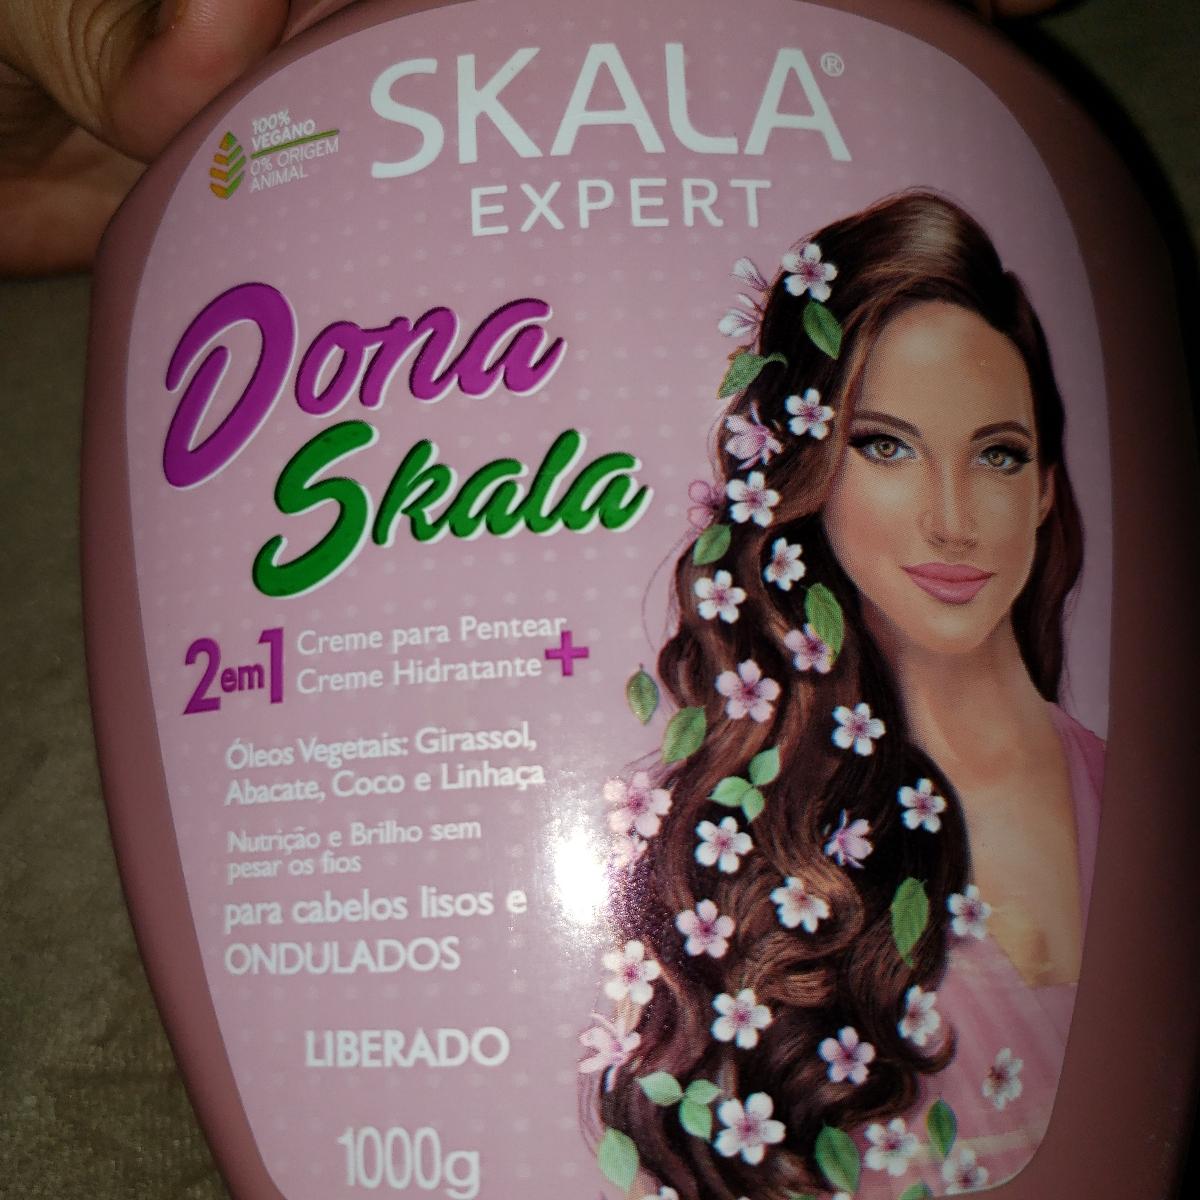 SKALA®
EXPERT
100%
VEGANO
0% ORIGEM
ANIMAL
Dona
Skala
2em1 Creme para Pentear +
Creme Hidratante
Óleos Vegetais: Girassol,
Abacate, Coco e Linhaça
Nutrição e Brilho sem
pesar os fios
para cabelos lisos e
ONDULADOS
LIBERADO
1000g